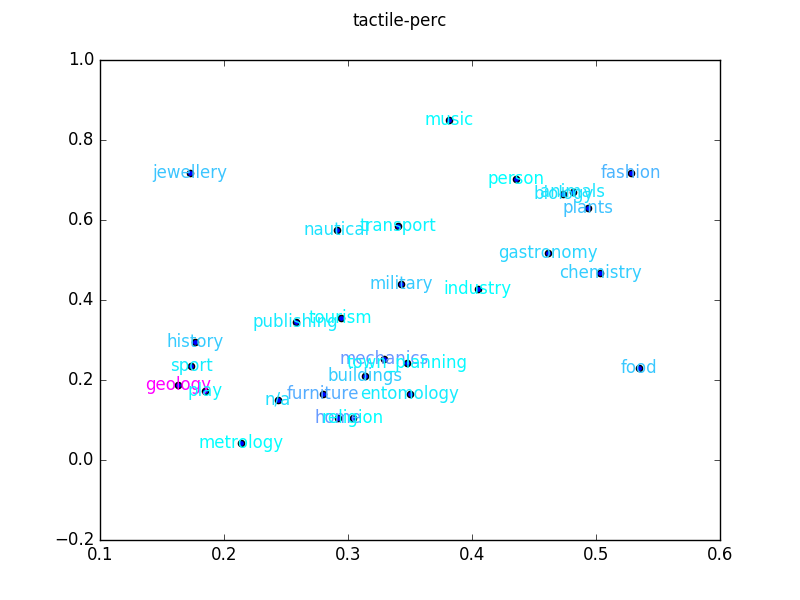 tactile-perc
1.0
music
0.8
jewellery
fashion
person
animals
biology
plants
0.6
transport
nautical
gastronomy
chemistry
military
industry
0.4
tourism
publishing
history
mechanics
town planning
sport
food
buildings
0.2
geology
play
furniture
entomology
n/a
home
religion
metrology
0.0
−0.2
0.1 0.2 0.3 0.4 0.5 0.6